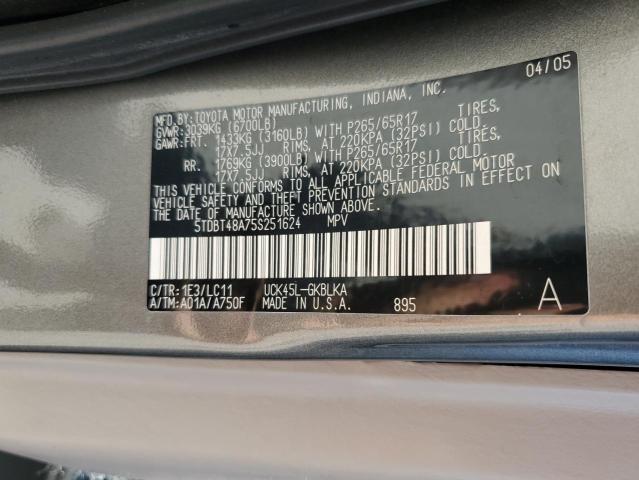 04/05
MFD. BY: TOYOTA MOTOR MANUFACTURING, INDIANA, INC.
GVWR: 3039KG (6700LB)
GAWR: FRT. 1433KG (3160LB) WITH P265/65R17 TIRES,
17X7.5JJ RIMS, AT 220KPA (32PSI) COLD.
RR. 1769KG (3900LB) WITH P265/65R17 TIRES,
17X7.5JJ RIMS, AT 220KPA (32PSI) COLD.
THIS VEHICLE CONFORMS TO ALL APPLICABLE FEDERAL MOTOR
VEHICLE SAFETY AND THEFT PREVENTION STANDARDS IN EFFECT ON
THE DATE OF MANUFACTURE SHOWN ABOVE.
5TDBT48A75S251624 MPV
C/TR: 1E3/LC11 UCK45L-GKBLKA
A/TM: A01A/A750F MADE IN U.S.A. 895 A